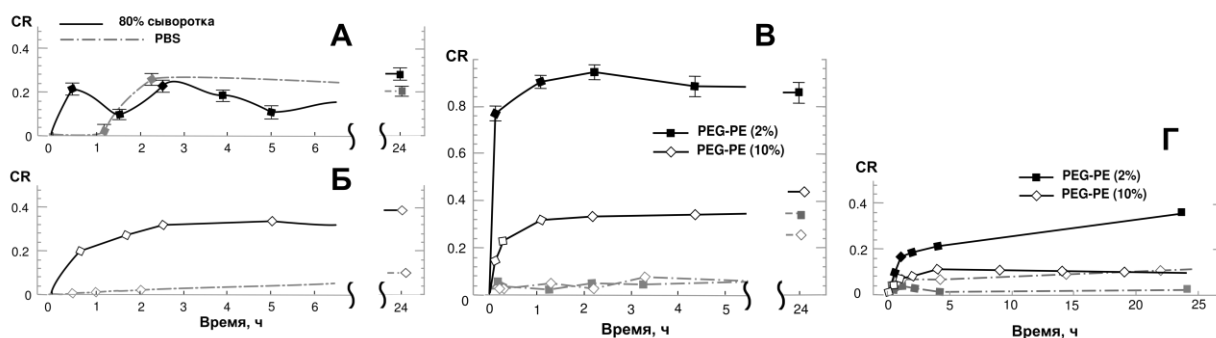 CR
80% сыворотка
PBS
А
0.4
0.2
0
0 1 2 3 4 5 6 24
CR
Б
0.4
0.2
0
0 1 2 3 4 5 6 24
Время, ч
CR
В
0.8
0.6
0.4
0.2
0
PEG-PE (2%)
PEG-PE (10%)
0 1 2 3 4 5 24
Время, ч
CR
Г
PEG-PE (2%)
PEG-PE (10%)
0.4
0.2
0
0 5 10 15 20 25
Время, ч